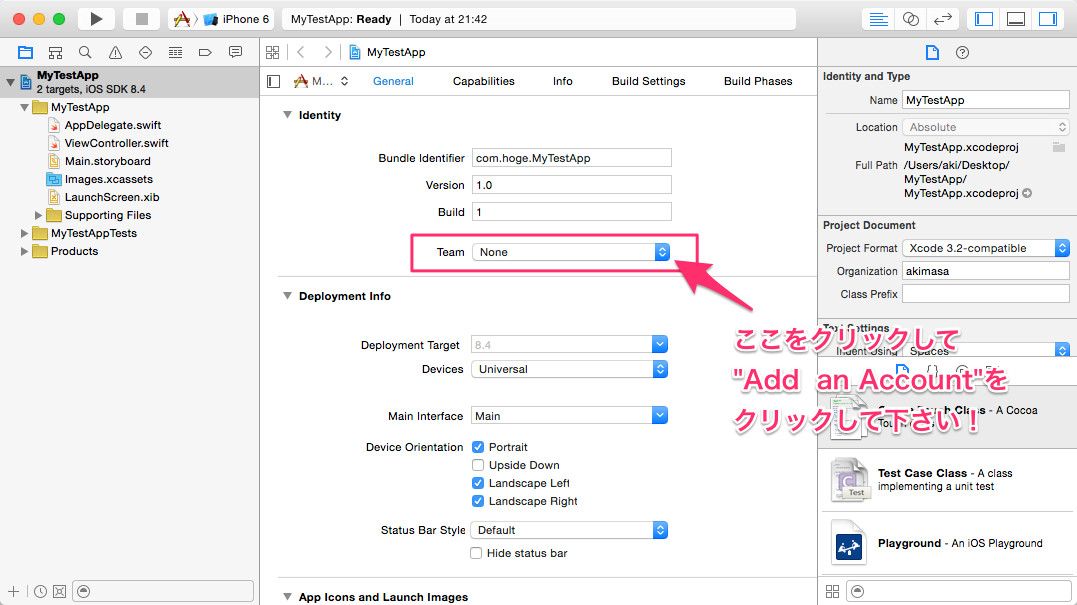 iPhone 6
MyTestApp: Ready | Today at 21:42
MyTestApp
2 targets, iOS SDK 8.4
MyTestApp
AppDelegate.swift
ViewController.swift
Main.storyboard
Images.xcassets
LaunchScreen.xib
Supporting Files
MyTestAppTests
Products
MyTestApp
M...
General
Capabilities
Info
Build Settings
Build Phases
Identity
Bundle Identifier com.hoge.MyTestApp
Version 1.0
Build 1
Team None
Deployment Info
Deployment Target 8.4
Devices Universal
Main Interface Main
Device Orientation Portrait
Upside Down
Landscape Left
Landscape Right
Status Bar Style Default
Hide status bar
App Icons and Launch Images
ここをクリックして
"Add an Account"を
クリックして下さい！
Identity and Type
Name MyTestApp
Location Absolute
MyTestApp.xcodeproj
Full Path /Users/aki/Desktop/
MyTestApp/
MyTestApp.xcodeproj
Project Document
Project Format Xcode 3.2-compatible
Organization akimasa
Class Prefix
Text Settings
Indent Using Spaces
Class - A Cocoa
Test Case Class - A class
implementing a unit test
Test
Playground - An iOS Playground